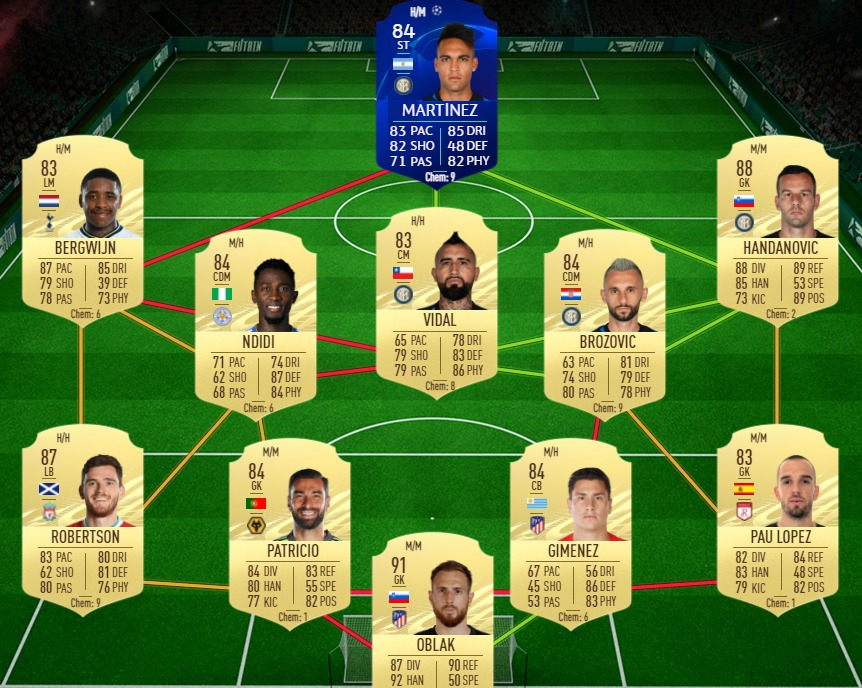 FUTBIN
FUTBIN
FUTBIN
FUTBIN
H/M
84
ST
MARTÍNEZ
83 PAC 85 DRI
82 SHO 48 DEF
71 PAS 82 PHY
Chem: 9
H/M
83
LM
BERGWIJN
87 PAC 85 DRI
79 SHO 39 DEF
78 PAS 73 PHY
Chem: 6
M/M
88
GK
HANDANOVIC
88 DIV 89 REF
85 HAN 53 SPE
73 KIC 89 POS
Chem: 2
M/H
84
CDM
NDIDI
71 PAC 74 DRI
62 SHO 87 DEF
68 PAS 84 PHY
Chem: 6
H/H
83
CM
VIDAL
65 PAC 78 DRI
79 SHO 83 DEF
79 PAS 86 PHY
Chem: 8
M/H
84
CDM
BROZOVIC
63 PAC 81 DRI
74 SHO 79 DEF
80 PAS 78 PHY
Chem: 9
H/H
87
LB
ROBERTSON
83 PAC 80 DRI
62 SHO 81 DEF
80 PAS 76 PHY
Chem: 9
M/M
84
GK
PATRICIO
84 DIV 83 REF
80 HAN 55 SPE
77 KIC 82 POS
Chem: 1
M/H
84
CB
GIMENEZ
67 PAC 56 DRI
45 SHO 86 DEF
53 PAS 83 PHY
Chem: 6
M/M
83
GK
PAU LOPEZ
82 DIV 84 REF
83 HAN 48 SPE
79 KIC 82 POS
Chem: 1
M/M
91
GK
OBLAK
87 DIV 90 REF
92 HAN 50 SPE